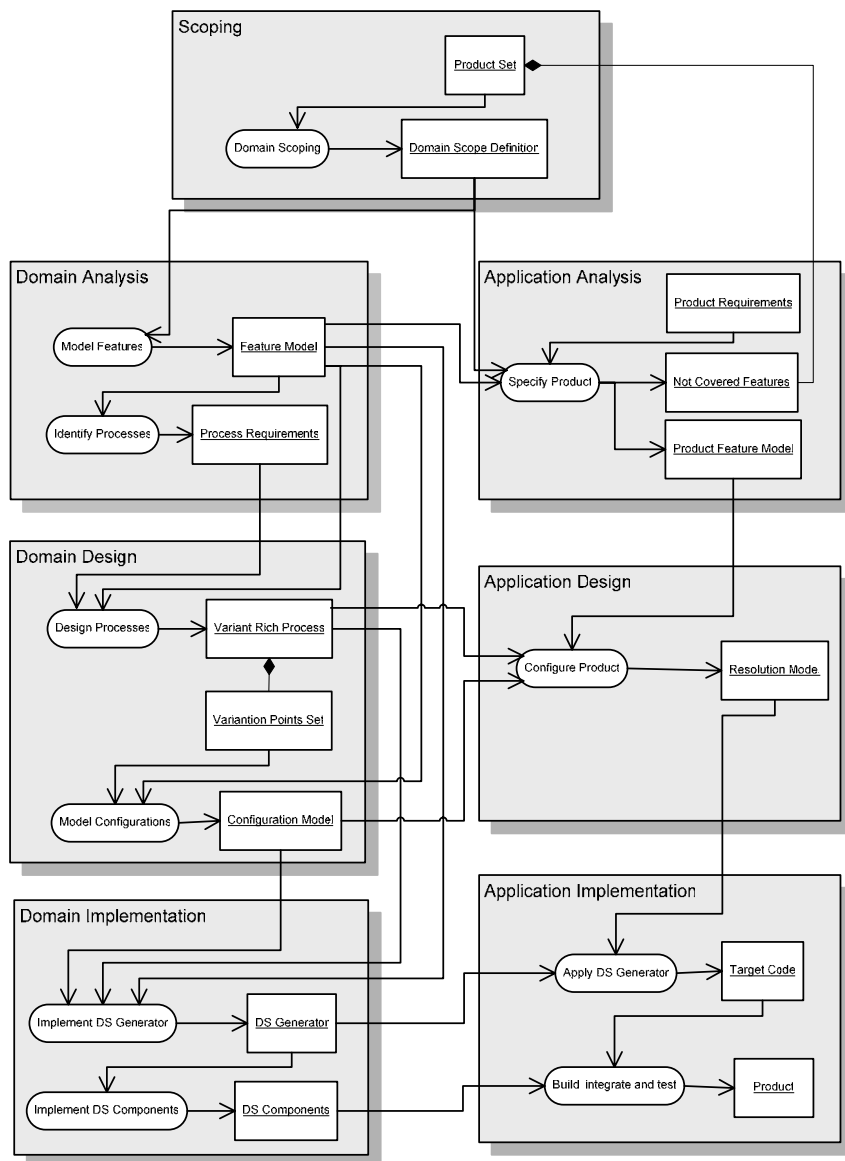 Scoping
Product Set
Domain Scoping
Domain Scope Definition
Domain Analysis
Model Features
Feature Model
Identify Processes
Process Requirements
Application Analysis
Product Requirements
Specify Product
Not Covered Features
Product Feature Model
Domain Design
Design Processes
Variant Rich Process
Variantion Points Set
Model Configurations
Configuration Model
Application Design
Configure Product
Resolution Mode.
Domain Implementation
Implement DS Generator
DS Generator
Implement DS Components
DS Components
Application Implementation
Apply DS Generator
Target Code
Build integrate and test
Product